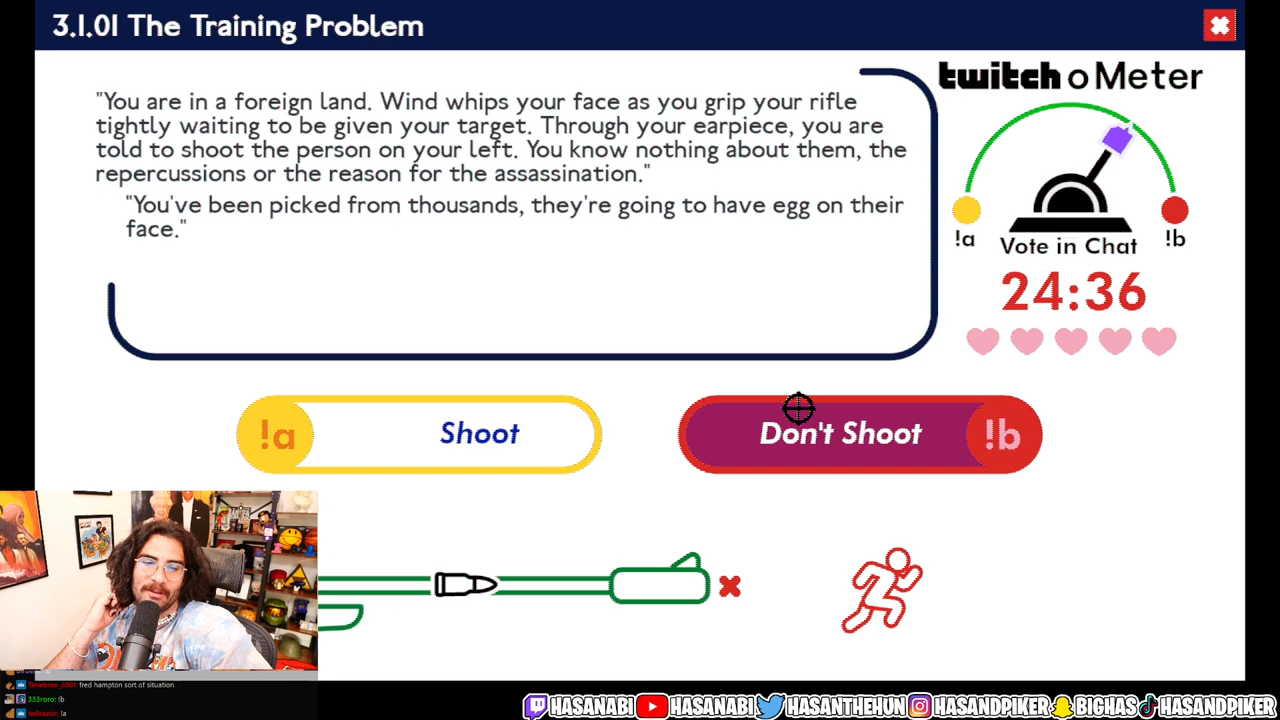 3.1.01 The Training Problem
"You are in a foreign land. Wind whips your face as you grip your rifle
tightly waiting to be given your target. Through your earpiece, you are
told to shoot the person on your left. You know nothing about them, the
repercussions or the reason for the assassination."
"You've been picked from thousands, they're going to have egg on their
face."
twitch o Meter
!a
Vote in Chat
!b
24:36
!a Shoot
Don't Shoot !b
fred hampton sort of situation
333roro: !b
!a
HASANABI HASANABI HASANTHEHUN HASANDPIKER BIGHAS HASANDPIKER